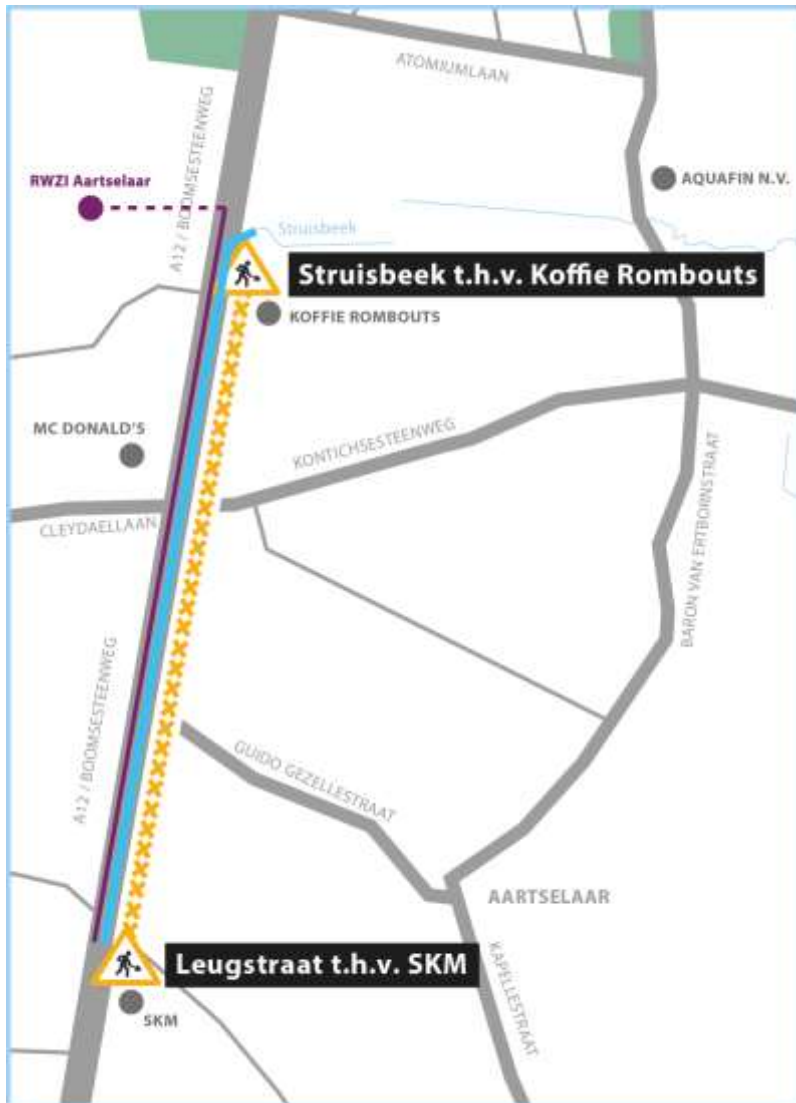 ATOMIUMLAAN
A12 / BOOMSESTEENWEG
RWZI Aartselaar
AQUAFIN N.V.
Struisbeek
Struisbeek t.h.v. Koffie Rombouts
KOFFIE ROMBOUTS
MC DONALD'S
KONTICHSESTEENWEG
CLEYDAELLAAN
BARON VAN ERTBORNSTRAAT
A12 / BOOMSESTEENWEG
GUIDO GEZELLESTRAAT
AARTSELAAR
Leugstraat t.h.v. SKM
KAPELLESTRAAT
SKM